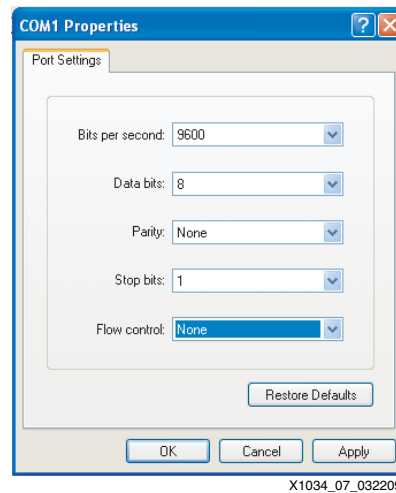 COM1 Properties
Port Settings
Bits per second: 9600
Data bits: 8
Parity: None
Stop bits: 1
Flow control: None
Restore Defaults
OK Cancel Apply
X1034_07_032209